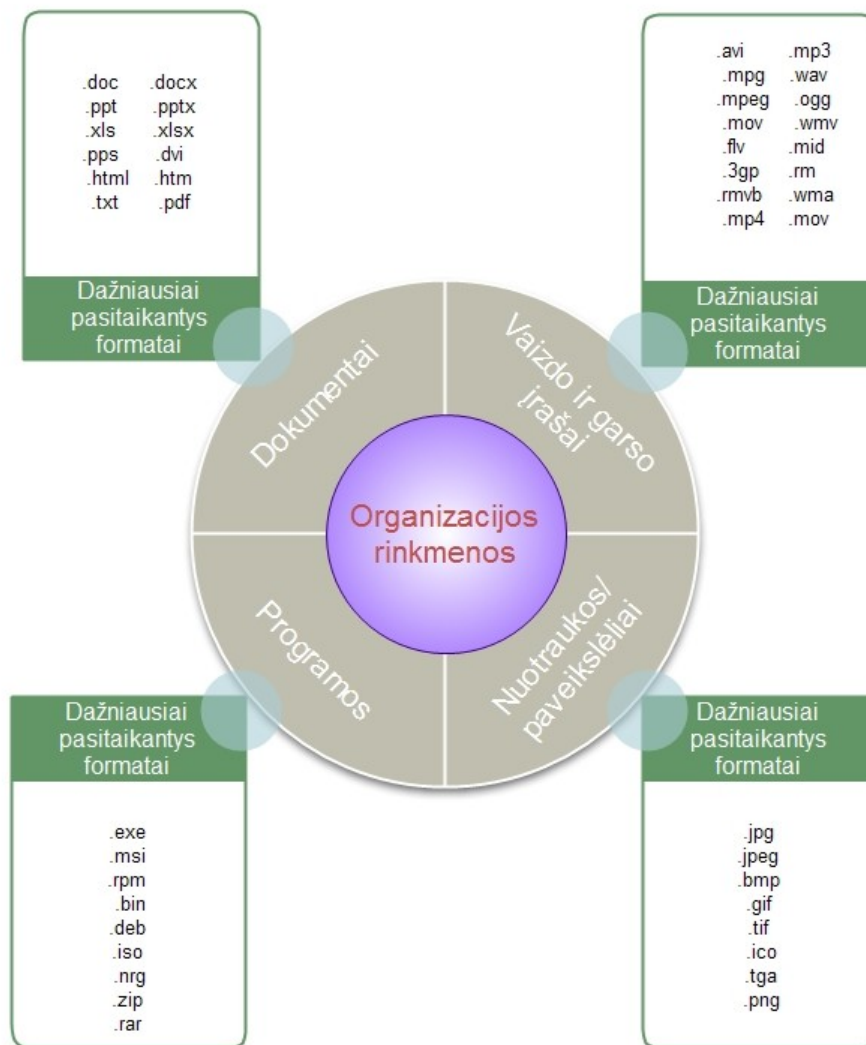 .doc .docx
.ppt .pptx
.xls .xlsx
.pps .dvi
.html .htm
.txt .pdf
Dažniausiai
pasitaikantys
formatai
.avi .mp3
.mpg .wav
.mpeg .ogg
.mov .wmv
.flv .mid
.3gp .rm
.rmvb .wma
.mp4 .mov
Dažniausiai
pasitaikantys
formatai
Dokumentai
Vaizdo ir garso
įrašai
Organizacijos
rinkmenos
Programos
Nuotraukos/
paveikslėliai
Dažniausiai
pasitaikantys
formatai
.exe
.msi
.rpm
.bin
.deb
.iso
.nrg
.zip
.rar
Dažniausiai
pasitaikantys
formatai
.jpg
.jpeg
.bmp
.gif
.tif
.ico
.tga
.png